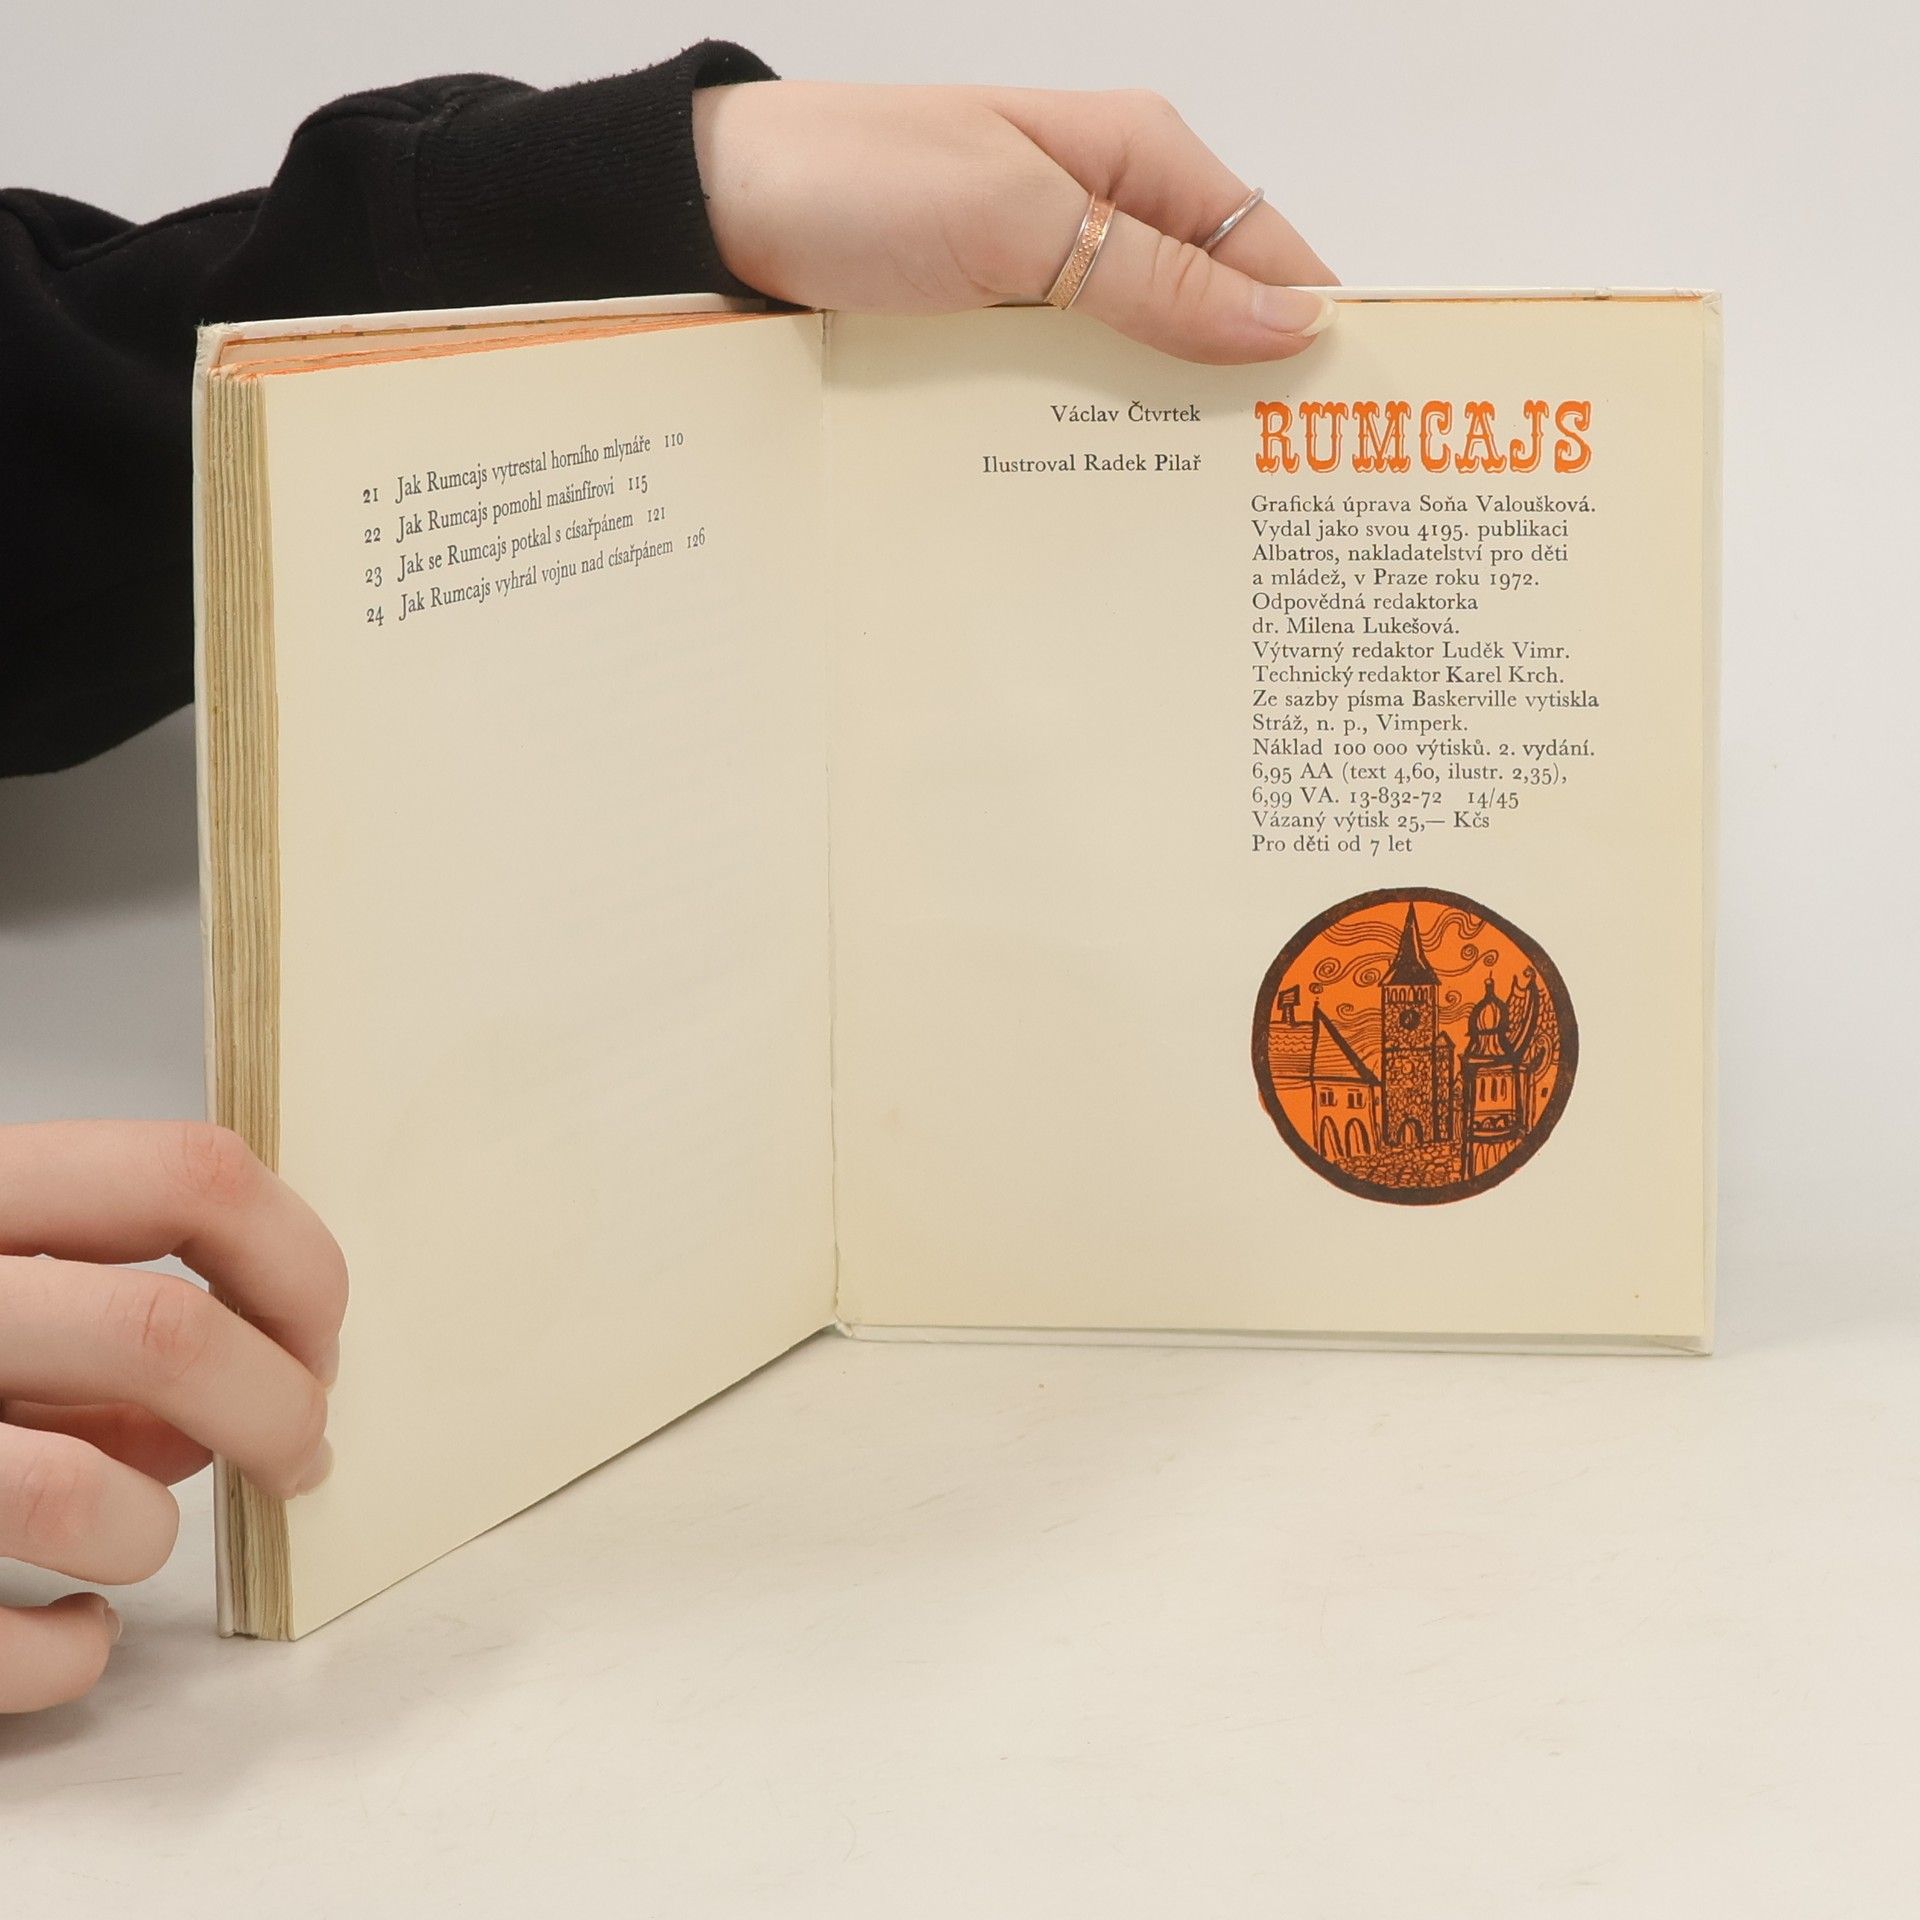 21 Jak Rumcajs vytrestal horního mlynáře 110
22 Jak Rumcajs pomohl mašinfírovi 115
23 Jak se Rumcajs potkal s císařpánem 121
24 Jak Rumcajs vyhrál vojnu nad císařpánem 126
Václav Čtvrtek
Ilustroval Radek Pilař
RUMCAJS
Grafická úprava Soňa Valoušková.
Vydal jako svou 4195. publikaci
Albatros, nakladatelství pro děti
a mládež, v Praze roku 1972.
Odpovědná redaktorka
dr. Milena Lukešová.
Výtvarný redaktor Luděk Vimr.
Technický redaktor Karel Krch.
Ze sazby písma Baskerville vytiskla
Stráž, n. p., Vimperk.
Náklad 100 000 výtisků. 2. vydání.
6,95 AA (text 4,60, ilustr. 2,35),
6,99 VA. 13-832-72 14/45
Vázaný výtisk 25,— Kčs
Pro děti od 7 let